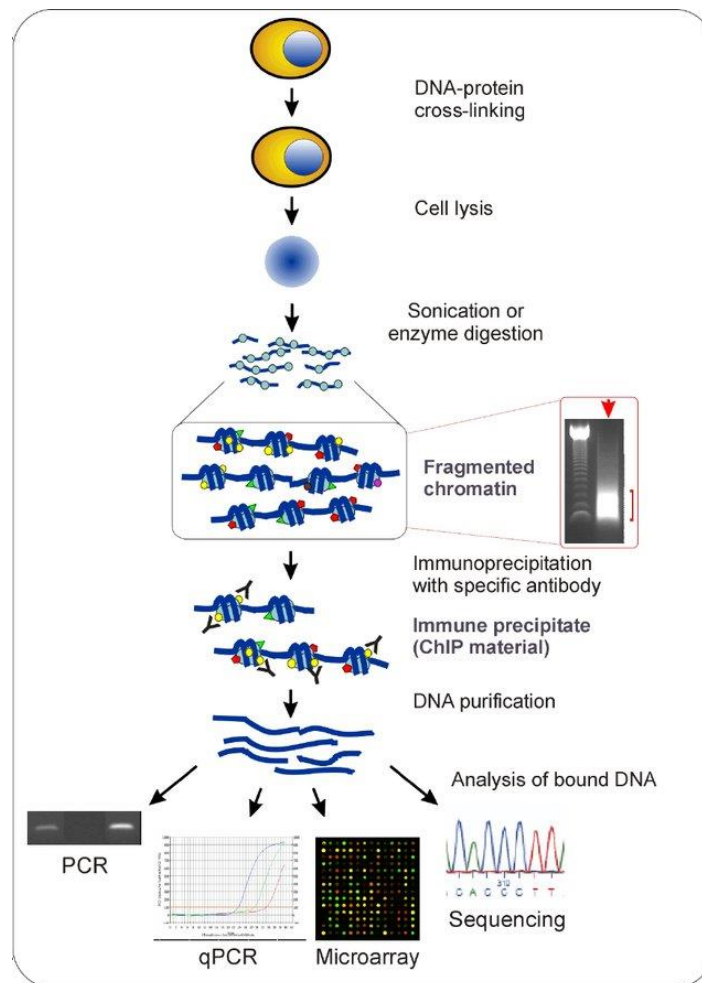 DNA-protein
cross-linking
Cell lysis
Sonication or
enzyme digestion
Fragmented
chromatin
Immunoprecipitation
with specific antibody
Immune precipitate
(ChIP material)
DNA purification
Analysis of bound DNA
PCR
qPCR
Microarray
310
G A G C G T T
Sequencing